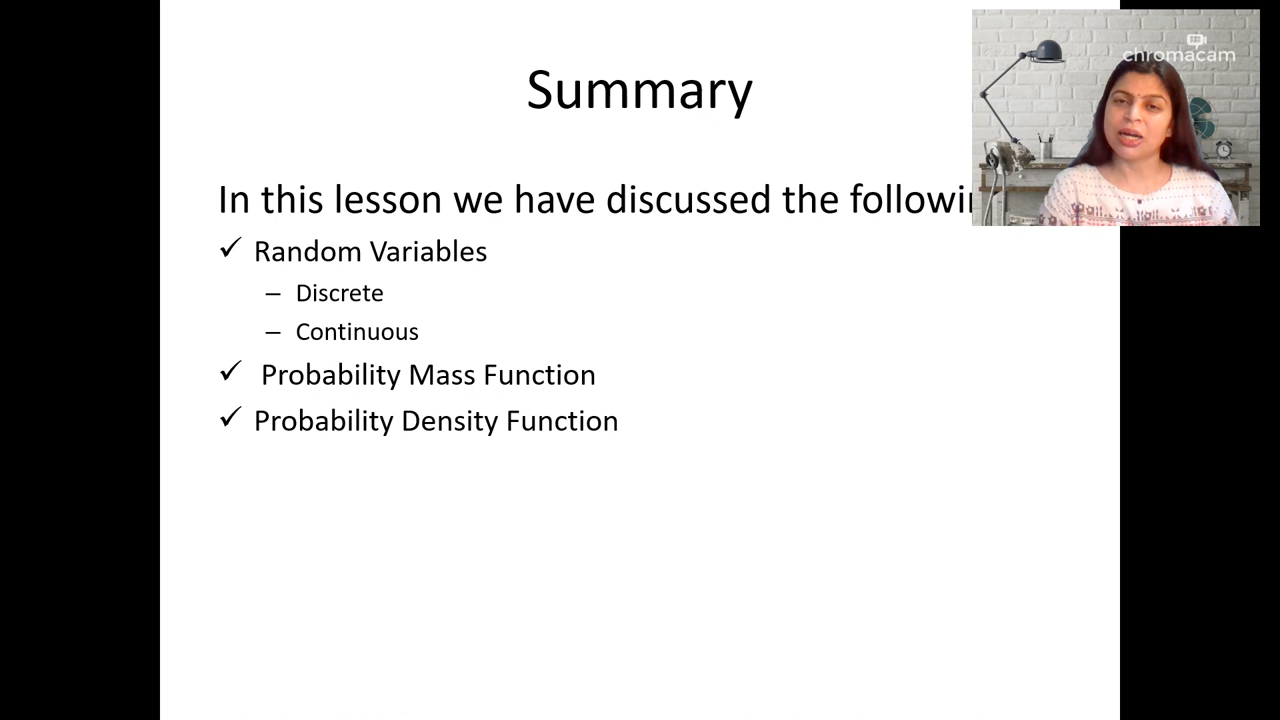 Summary
chromacam
In this lesson we have discussed the followin
✓ Random Variables
– Discrete
– Continuous
✓ Probability Mass Function
✓ Probability Density Function